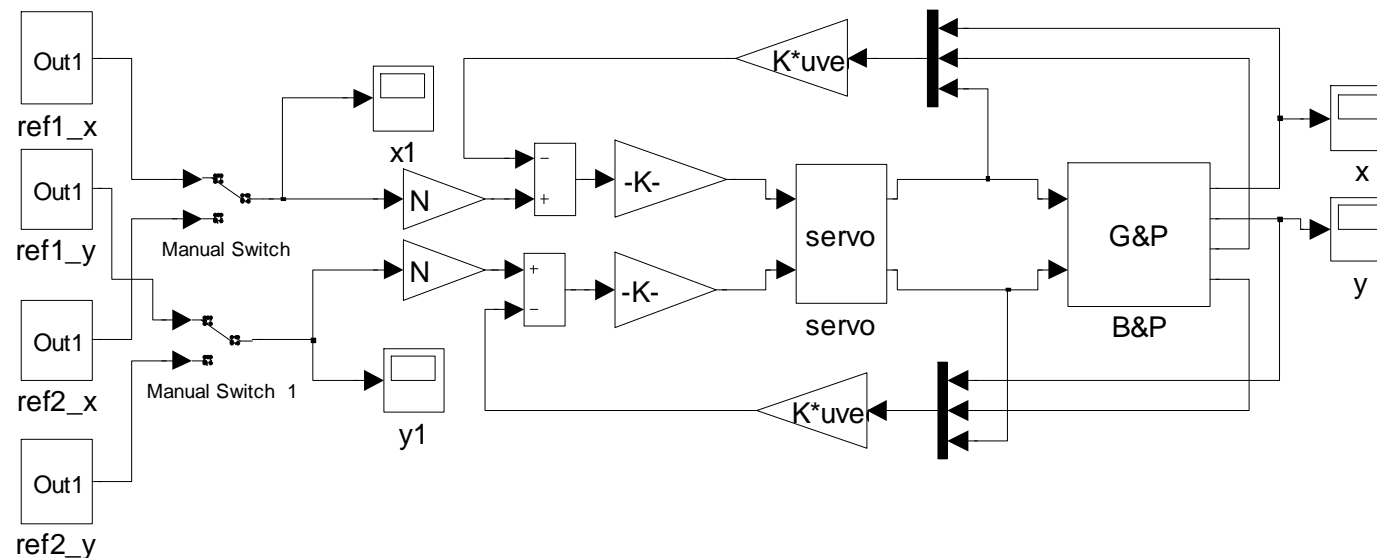 Out1
ref1_x
Out1
ref1_y
Out1
ref2_x
Out1
ref2_y
Manual Switch
Manual Switch 1
x1
y1
N
N
−
+
+
−
-K-
-K-
K*uve
K*uve
servo
servo
G&P
B&P
x
y